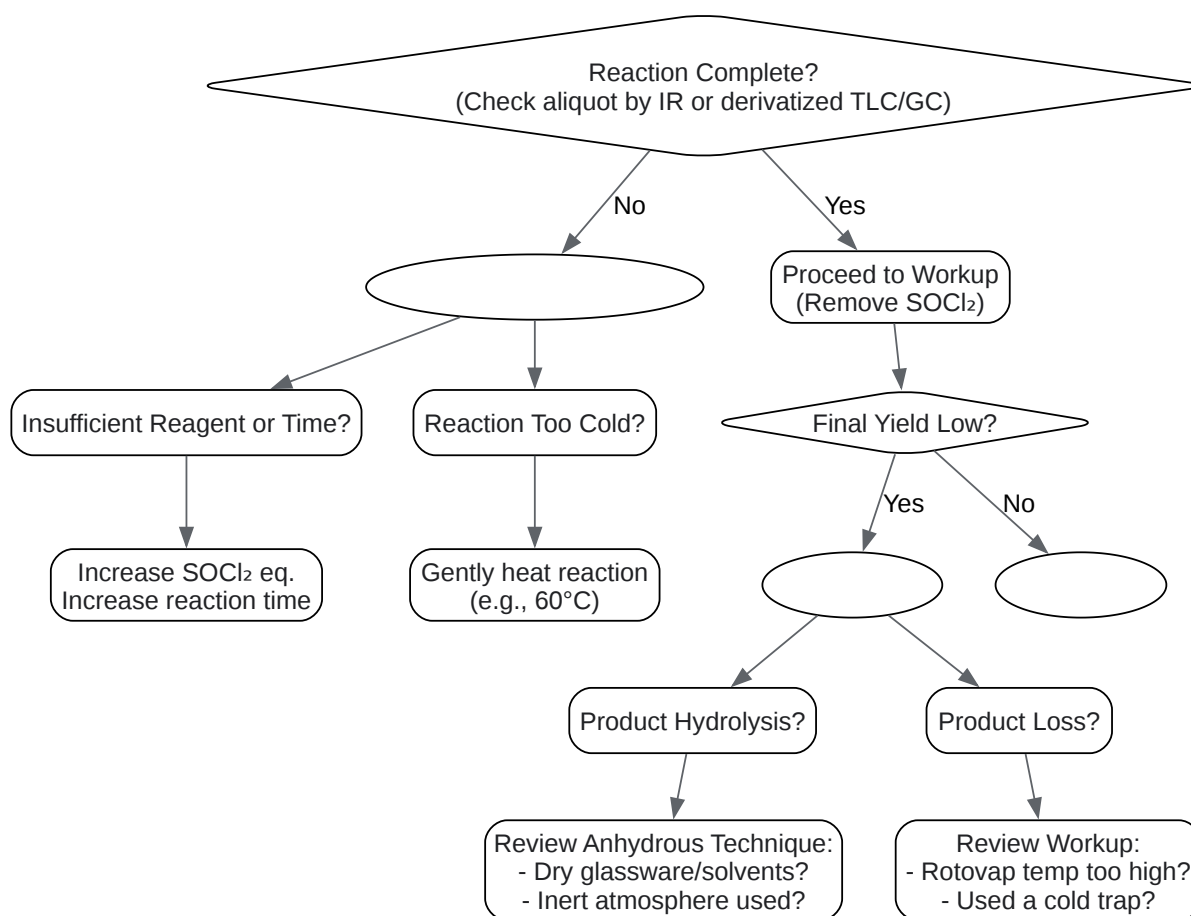 Reaction Complete?
(Check aliquot by IR or derivatized TLC/GC)
No
Yes
Proceed to Workup
(Remove SOCl₂)
Insufficient Reagent or Time?
Reaction Too Cold?
Final Yield Low?
Yes
No
Increase SOCl₂ eq.
Increase reaction time
Gently heat reaction
(e.g., 60°C)
Product Hydrolysis?
Product Loss?
Review Anhydrous Technique:
- Dry glassware/solvents?
- Inert atmosphere used?
Review Workup:
- Rotovap temp too high?
- Used a cold trap?